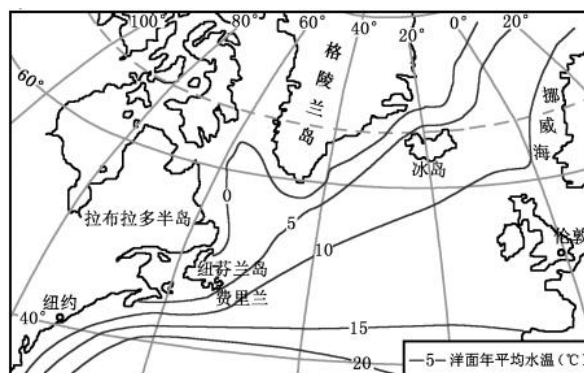 100°
80°
60°
40°
20°
0°
20°
60°
格陵兰岛
挪威海
冰岛
0
拉布拉多半岛
5
10
伦敦
纽芬兰岛
费里兰
纽约
40°
15
20
—5—洋面年平均水温(℃)